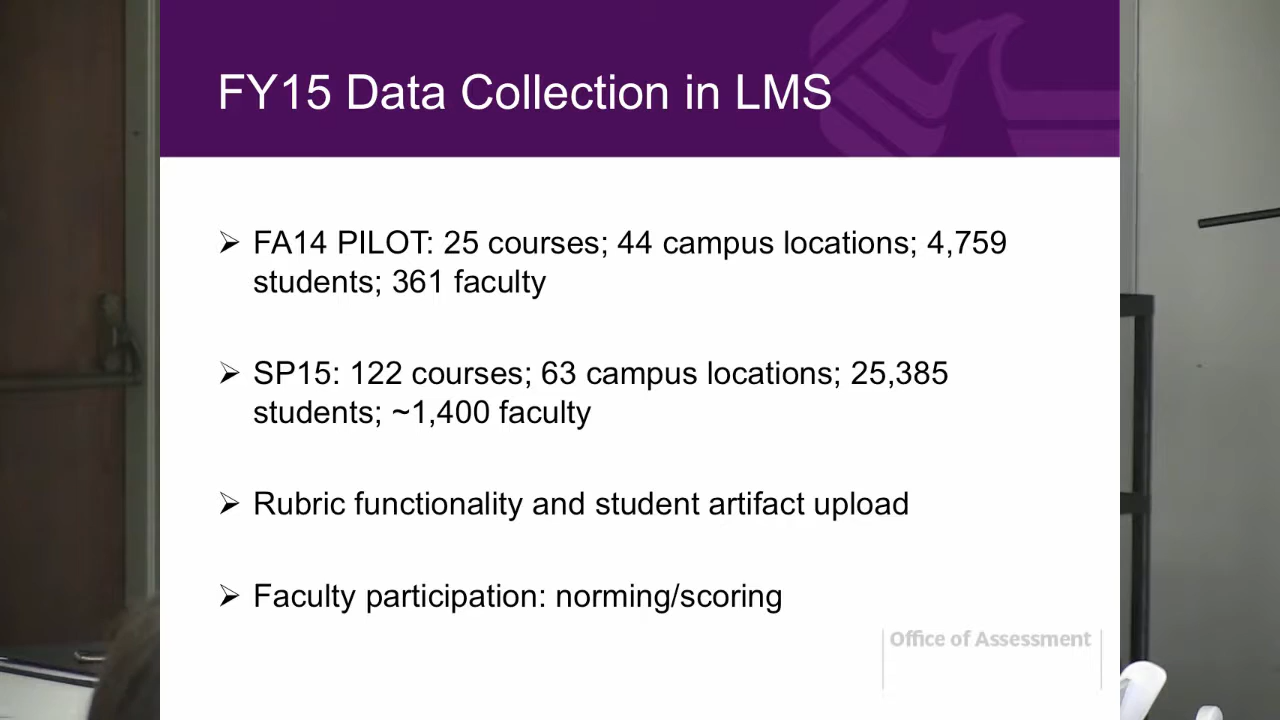 FY15 Data Collection in LMS
➢ FA14 PILOT: 25 courses; 44 campus locations; 4,759
students; 361 faculty
➢ SP15: 122 courses; 63 campus locations; 25,385
students; ~1,400 faculty
➢ Rubric functionality and student artifact upload
➢ Faculty participation: norming/scoring
Office of Assessment